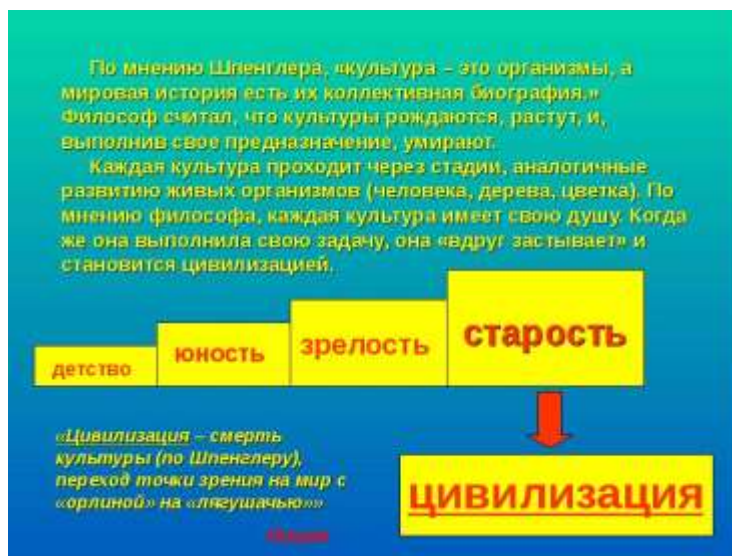 По мнению Шпенглера, «культура – это организмы, а
мировая история есть их коллективная биография.»
Философ считал, что культуры рождаются, растут, и,
выполнив свое предназначение, умирают.
Каждая культура проходит через стадии, аналогичные
развитию живых организмов (человека, дерева, цветка). По
мнению философа, каждая культура имеет свою душу. Когда
же она выполнила свою задачу, она «вдруг застывает» и
становится цивилизацией.
детство
юность
зрелость
старость
«Цивилизация – смерть
культуры (по Шпенглеру),
переход точки зрения на мир с
«орлиной» на «лягушачью»»
цивилизация